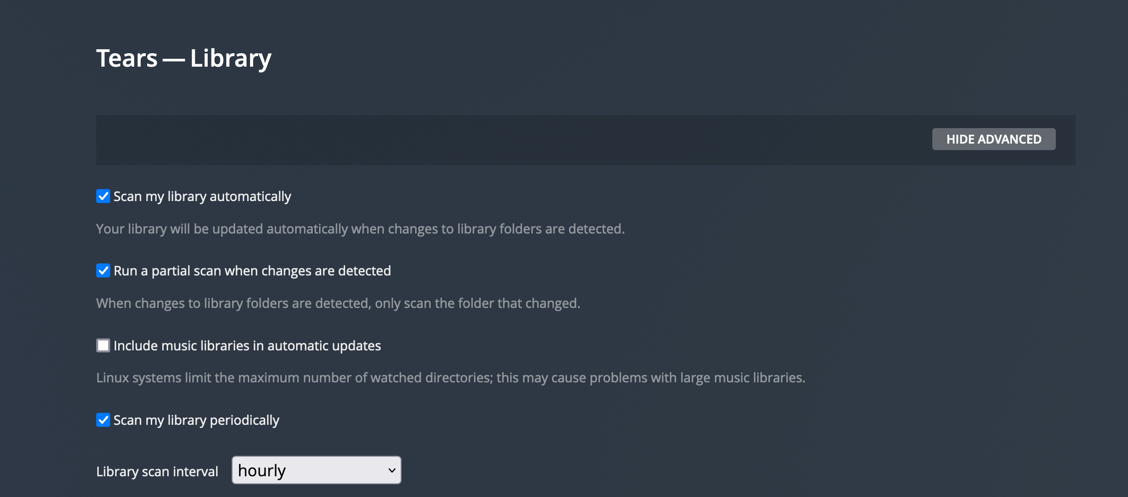 Tears — Library
HIDE ADVANCED
Scan my library automatically
Your library will be updated automatically when changes to library folders are detected.
Run a partial scan when changes are detected
When changes to library folders are detected, only scan the folder that changed.
Include music libraries in automatic updates
Linux systems limit the maximum number of watched directories; this may cause problems with large music libraries.
Scan my library periodically
Library scan interval hourly